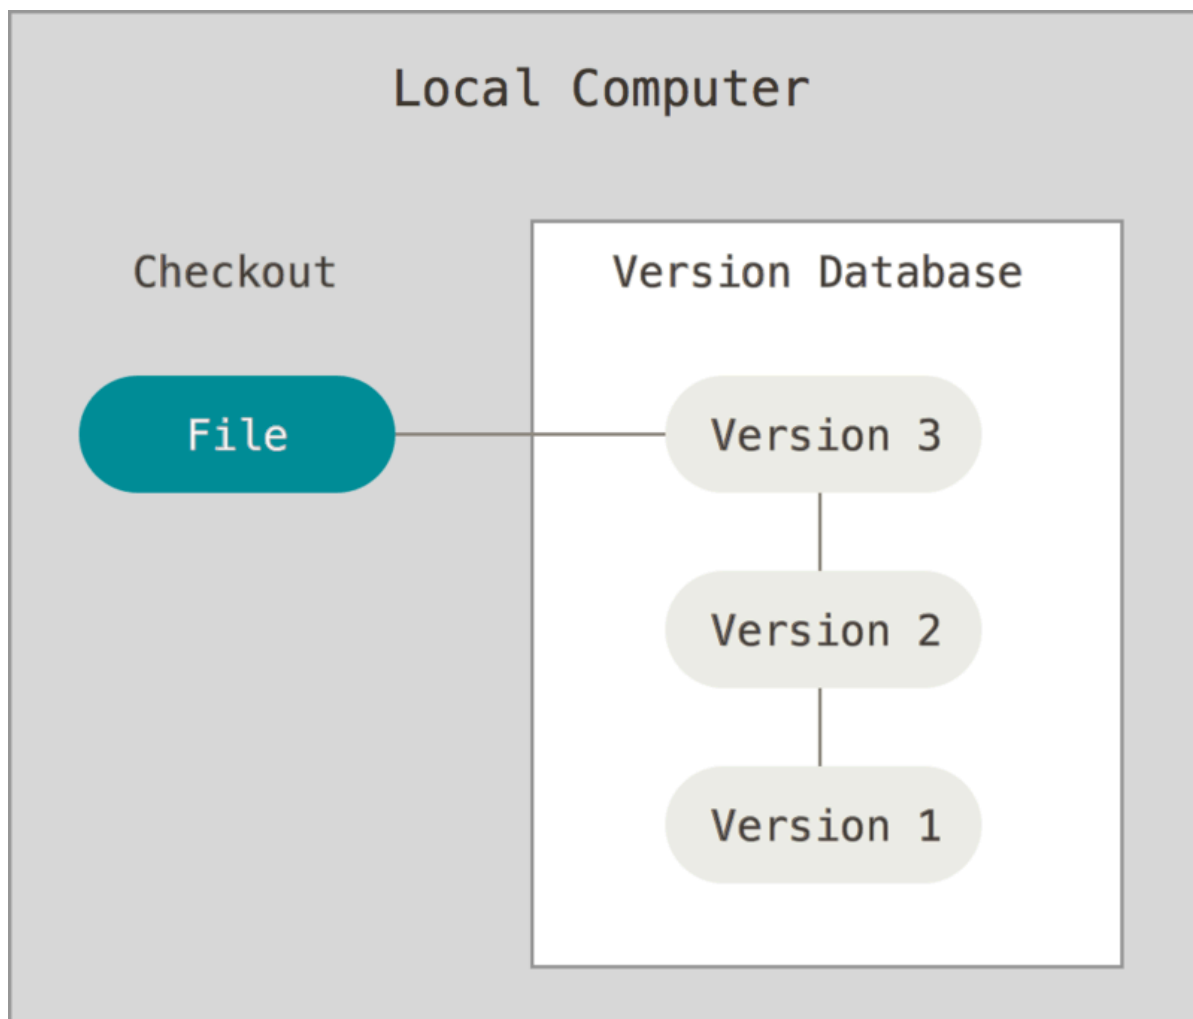 Local Computer
Checkout
Version Database
File
Version 3
Version 2
Version 1